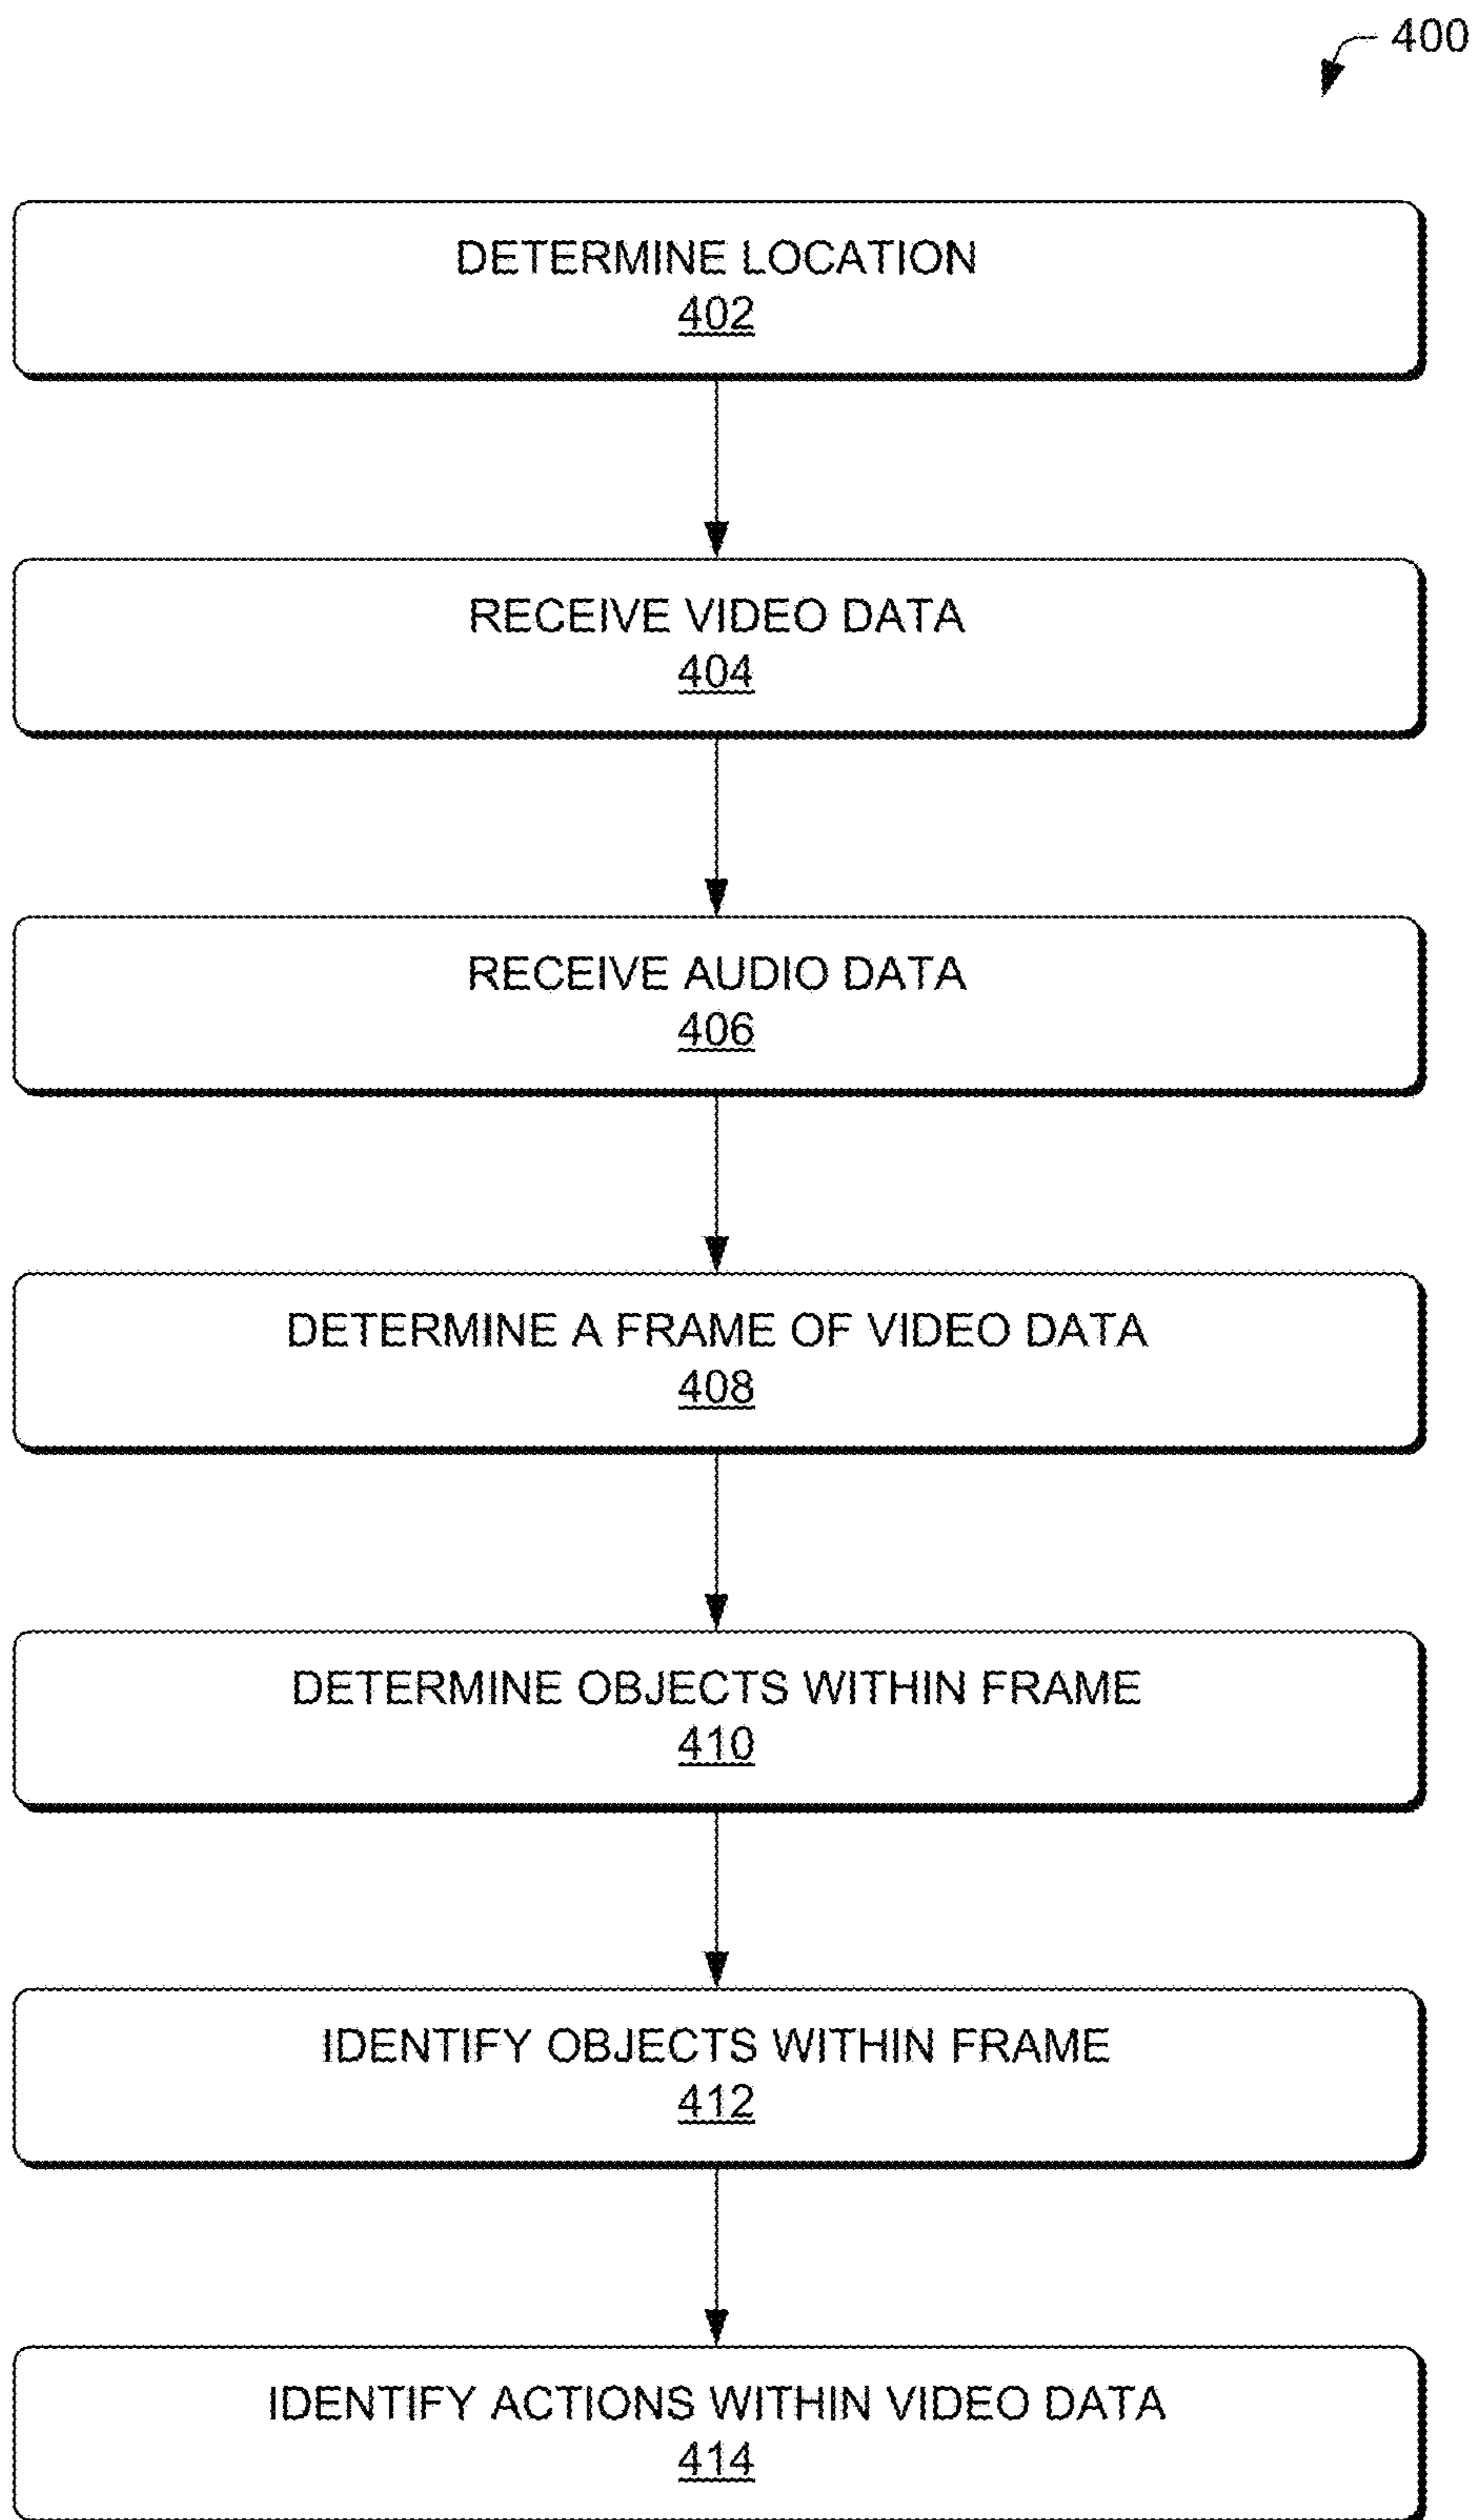 400
DETERMINE LOCATION
402
RECEIVE VIDEO DATA
404
RECEIVE AUDIO DATA
406
DETERMINE A FRAME OF VIDEO DATA
408
DETERMINE OBJECTS WITHIN FRAME
410
IDENTIFY OBJECTS WITHIN FRAME
412
IDENTIFY ACTIONS WITHIN VIDEO DATA
414